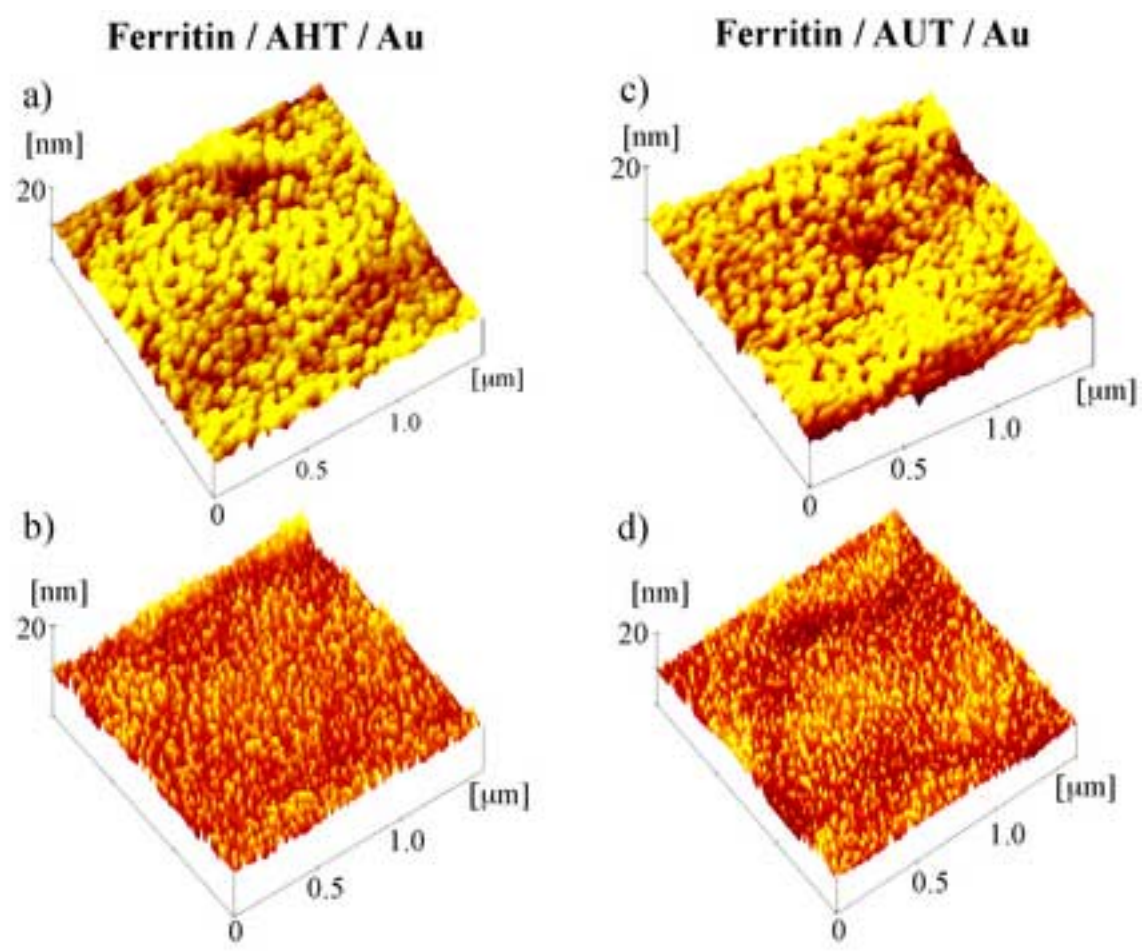 Ferritin / AHT / Au
Ferritin / AUT / Au
a)
[nm]
20
[μm]
1.0
0.5
0
c)
[nm]
20
[μm]
1.0
0.5
0
b)
[nm]
20
[μm]
1.0
0.5
0
d)
[nm]
20
[μm]
1.0
0.5
0